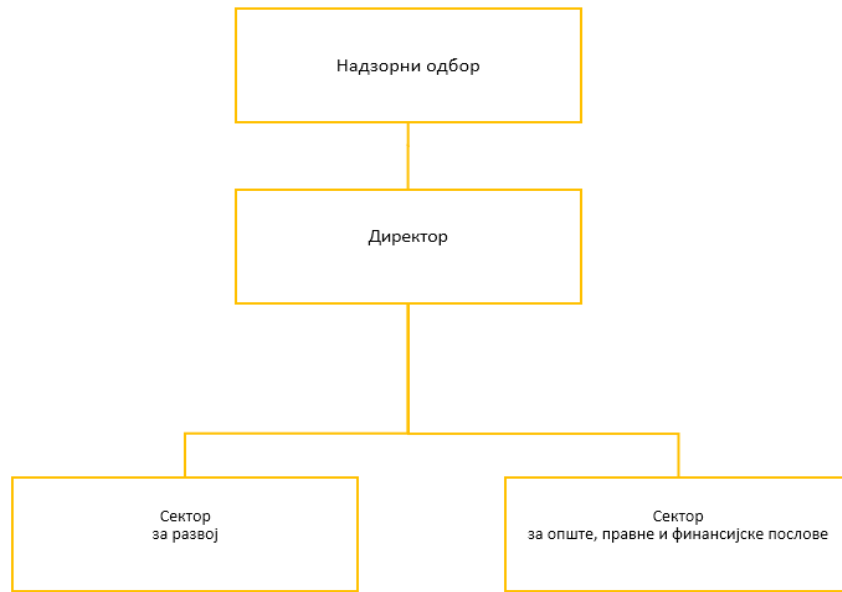 Надзорни одбор
Директор
Сектор
за развој
Сектор
за опште, правне и финансијске послове